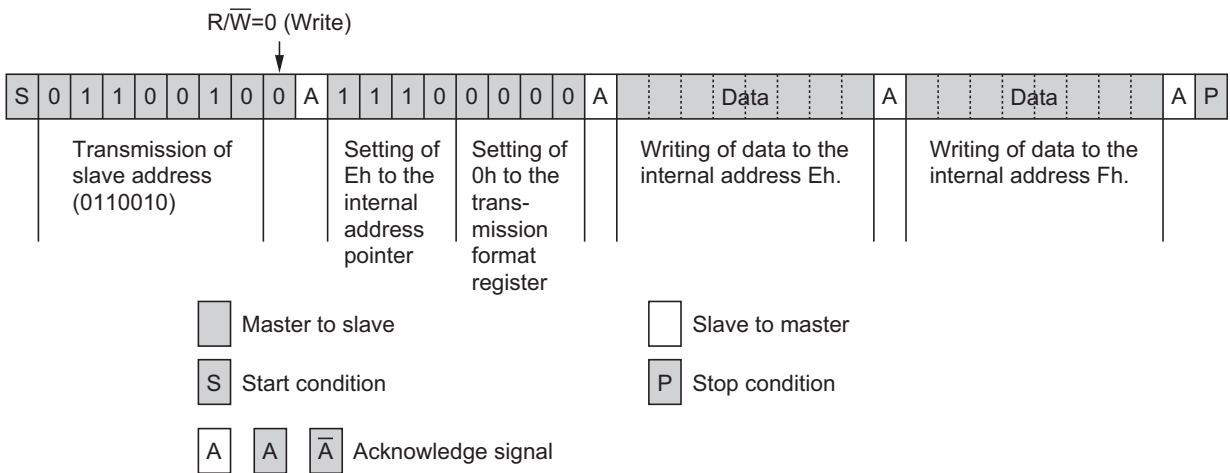 R/W̅=0 (Write)
S 0 1 1 0 0 1 0 0 A 1 1 1 0 0 0 0 0 A Data A Data A P
Transmission of
slave address
(0110010)
Setting of
Eh to the
internal
address
pointer
Setting of
0h to the
trans-
mission
format
register
Writing of data to the
internal address Eh.
Writing of data to the
internal address Fh.
Master to slave
Slave to master
S Start condition
P Stop condition
A A A̅ Acknowledge signal